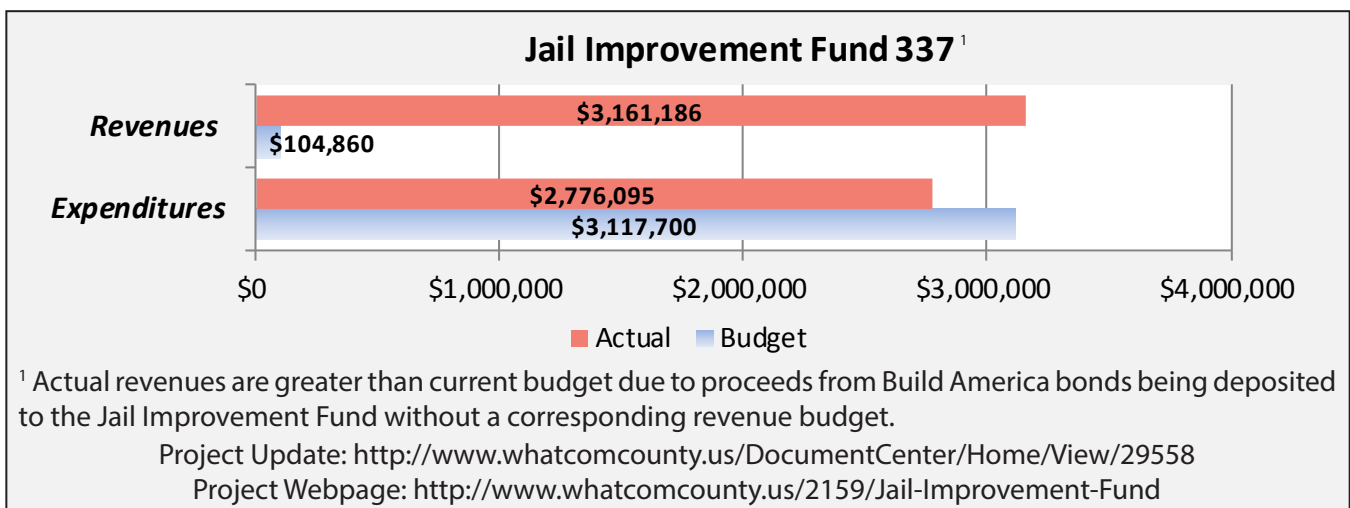 Jail Improvement Fund 337 ¹
Revenues
$3,161,186
$104,860
Expenditures
$2,776,095
$3,117,700
$0 $1,000,000 $2,000,000 $3,000,000 $4,000,000
Actual Budget
¹ Actual revenues are greater than current budget due to proceeds from Build America bonds being deposited
to the Jail Improvement Fund without a corresponding revenue budget.
Project Update: http://www.whatcomcounty.us/DocumentCenter/Home/View/29558
Project Webpage: http://www.whatcomcounty.us/2159/Jail-Improvement-Fund